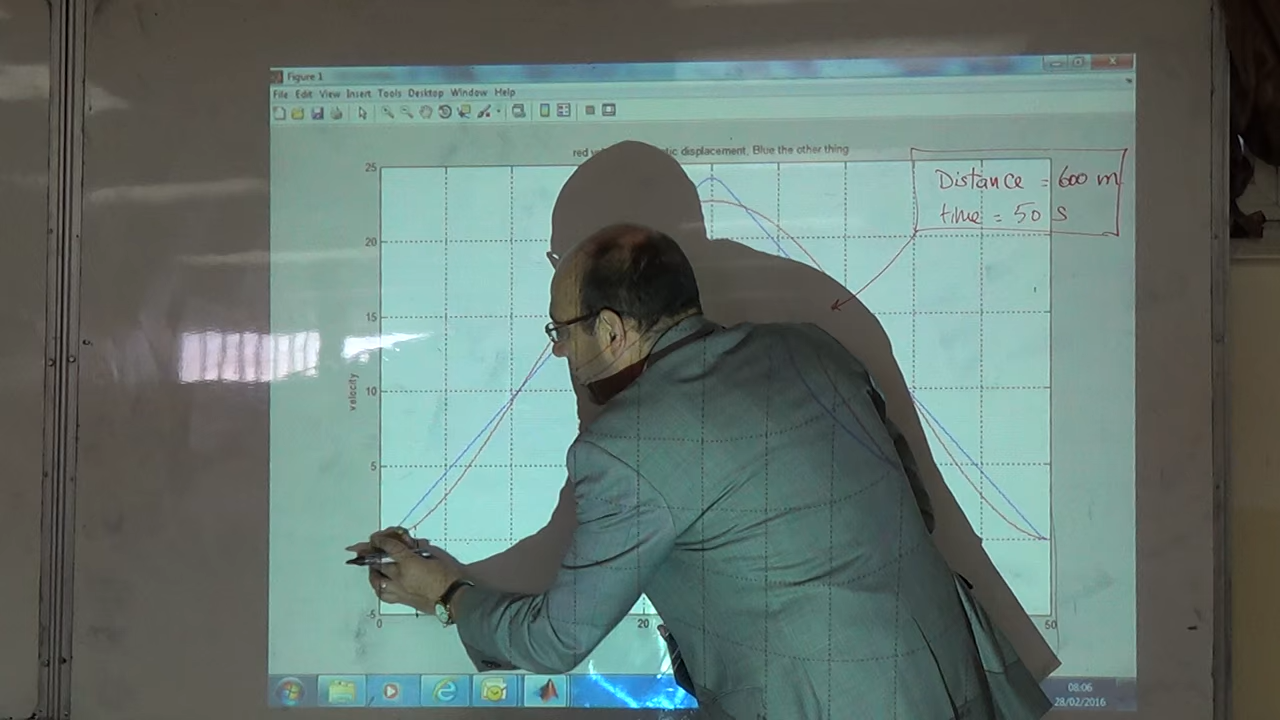 Figure 1
File Edit View Insert Tools Desktop Window Help
red displacement, Blue the other thing
Distance = 600 m
time = 50 s
25
20
15
10
5
-5
velocity
0
20
50
08:06
28/02/2016